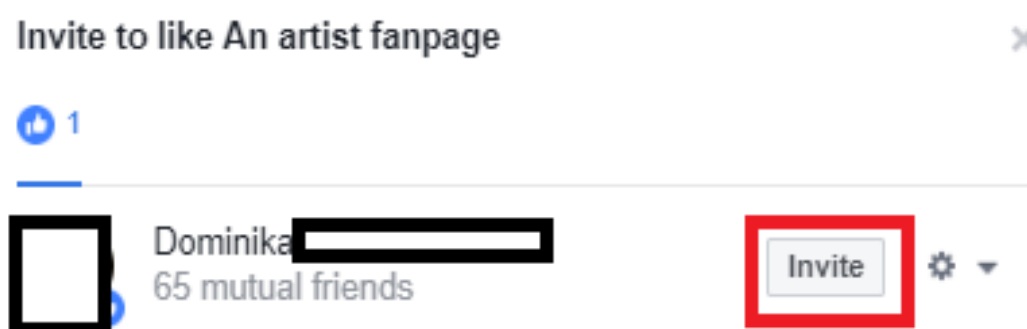 Invite to like An artist fanpage
1
Dominika
Invite
65 mutual friends